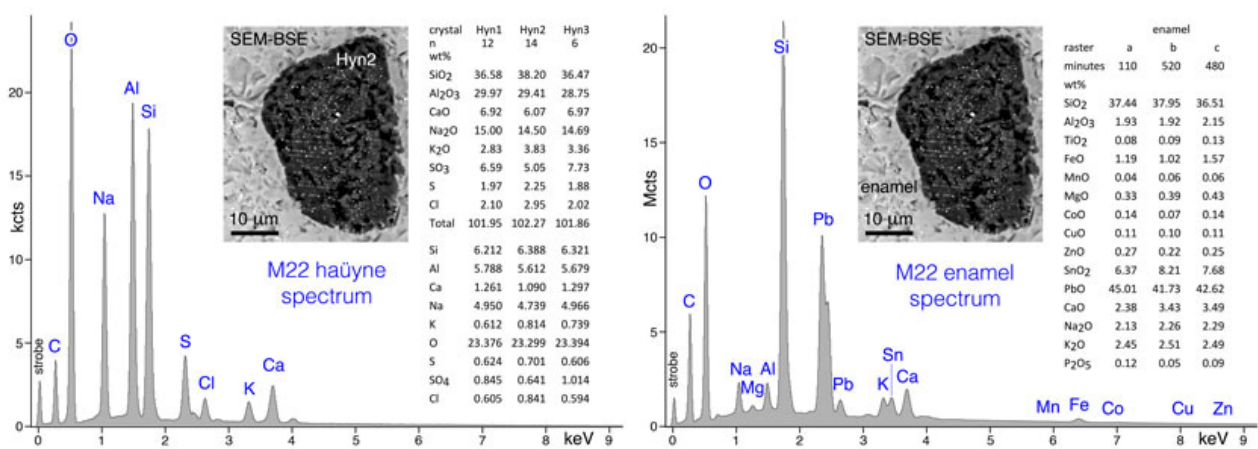 kcts
20
15
10
5
0
0 1 2 3 4 5 6 7 8 keV 9
strobe
C
O
Na
Al
Si
S
Cl
K
Ca
SEM-BSE
Hyn2
10 µm
M22 haüyne
spectrum
crystal Hyn1 Hyn2 Hyn3
n 12 14 6
wt%
SiO₂ 36.58 38.20 36.47
Al₂O₃ 29.97 29.41 28.75
CaO 6.92 6.07 6.97
Na₂O 15.00 14.50 14.69
K₂O 2.83 3.83 3.36
SO₃ 6.59 5.05 7.73
S 1.97 2.25 1.88
Cl 2.10 2.95 2.02
Total 101.95 102.27 101.86
Si 6.212 6.388 6.321
Al 5.788 5.612 5.679
Ca 1.261 1.090 1.297
Na 4.950 4.739 4.966
K 0.612 0.814 0.739
O 23.376 23.299 23.394
S 0.624 0.701 0.606
SO₄ 0.845 0.641 1.014
Cl 0.605 0.841 0.594
Mcts
20
15
10
5
0
0 1 2 3 4 5 6 7 8 keV 9
strobe
C
O
Na
Mg
Al
Si
Pb
Pb
K
Sn
Ca
Mn
Fe
Co
Cu
Zn
SEM-BSE
enamel
10 µm
M22 enamel
spectrum
enamel
raster a b c
minutes 110 520 480
wt%
SiO₂ 37.44 37.95 36.51
Al₂O₃ 1.93 1.92 2.15
TiO₂ 0.08 0.09 0.13
FeO 1.19 1.02 1.57
MnO 0.04 0.06 0.06
MgO 0.33 0.39 0.43
CoO 0.14 0.07 0.14
CuO 0.11 0.10 0.11
ZnO 0.27 0.22 0.25
SnO₂ 6.37 8.21 7.68
PbO 45.01 41.73 42.62
CaO 2.38 3.43 3.49
Na₂O 2.13 2.26 2.29
K₂O 2.45 2.51 2.49
P₂O₅ 0.12 0.05 0.09